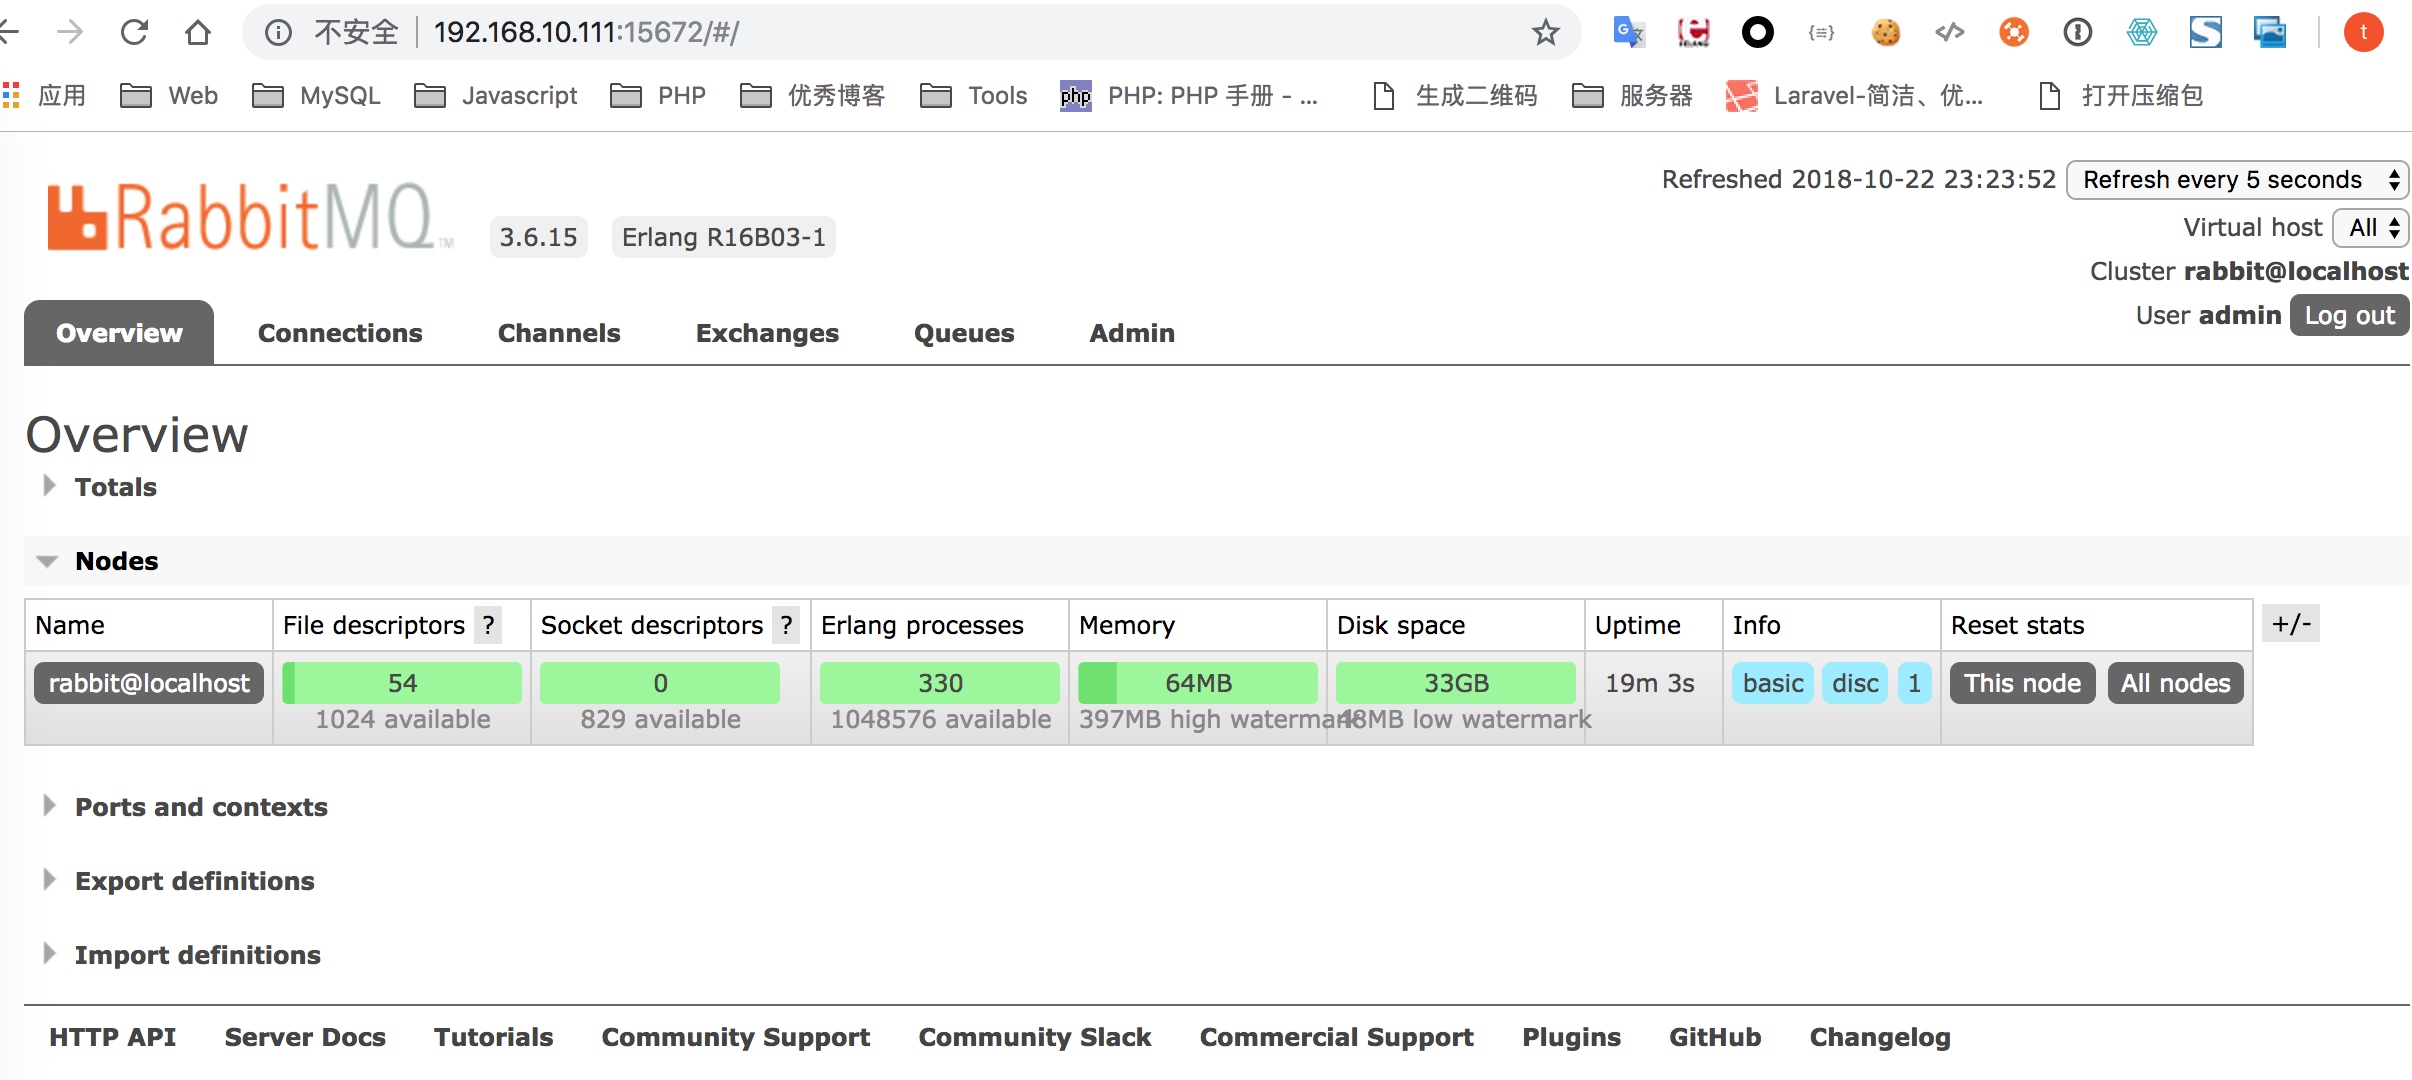 不安全 192.168.10.111:15672/#/ t
应用 Web MySQL Javascript PHP 优秀博客 Tools php PHP: PHP 手册 - ... 生成二维码 服务器 Laravel-简洁、优... 打开压缩包
Refreshed 2018-10-22 23:23:52 Refresh every 5 seconds
RabbitMQ™ 3.6.15 Erlang R16B03-1
Virtual host All
Cluster rabbit@localhost
User admin Log out
Overview Connections Channels Exchanges Queues Admin
Overview
Totals
Nodes
Name File descriptors ? Socket descriptors ? Erlang processes Memory Disk space Uptime Info Reset stats +/-
rabbit@localhost 54 0 330 64MB 33GB 19m 3s basic disc 1 This node All nodes
1024 available 829 available 1048576 available 397MB high watermark 48MB low watermark
Ports and contexts
Export definitions
Import definitions
HTTP API Server Docs Tutorials Community Support Community Slack Commercial Support Plugins GitHub Changelog